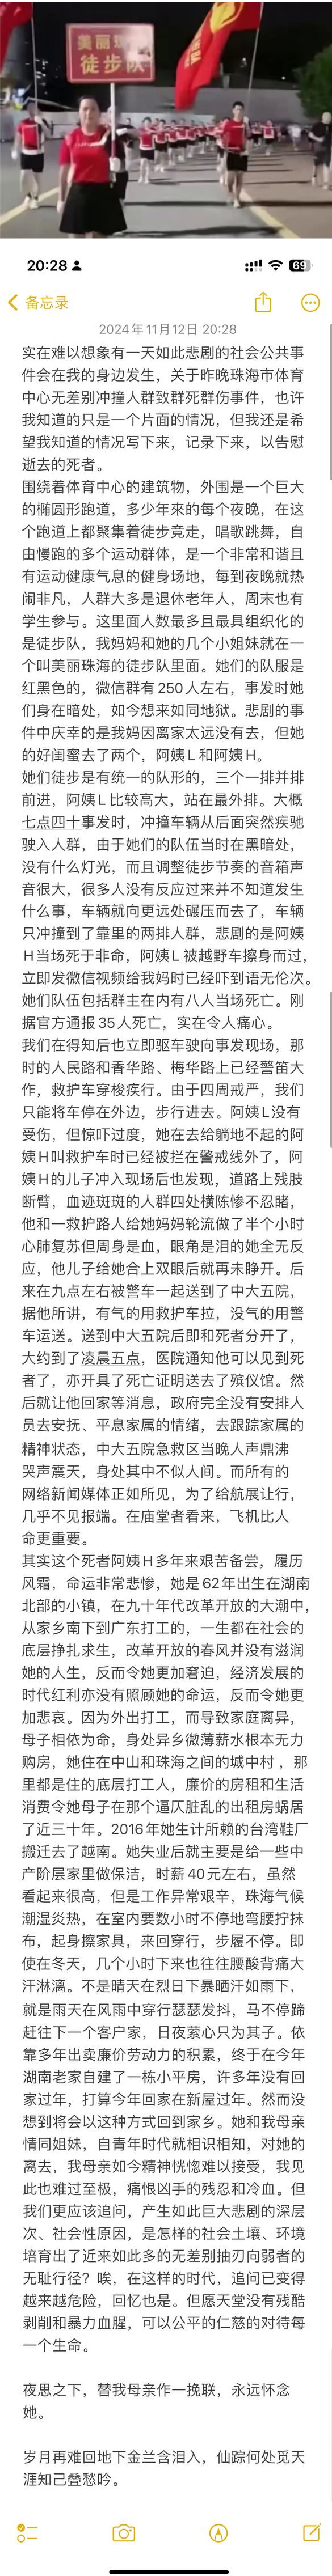 美丽珠
徒步队
20:28
69
备忘录
2024年11月12日 20:28
实在难以想象有一天如此悲剧的社会公共事
件会在我的身边发生，关于昨晚珠海市体育
中心无差别冲撞人群致群死群伤事件，也许
我知道的只是一个片面的情况，但我还是希
望我知道的情况写下来，记录下来，以告慰
逝去的死者。
围绕着体育中心的建筑物，外围是一个巨大
的椭圆形跑道，多少年来的每个夜晚，在这
个跑道上都聚集着徒步竞走，唱歌跳舞，自
由慢跑的多个运动群体，是一个非常和谐且
有运动健康气息的健身场地，每到夜晚就热
闹非凡，人群大多是退休老年人，周末也有
学生参与。这里面人数最多且最具组织化的
是徒步队，我妈妈和她的几个小姐妹就在一
个叫美丽珠海的徒步队里面。她们的队服是
红黑色的，微信群有250人左右，事发时她
们身在暗处，如今想来如同地狱。悲剧的事
件中庆幸的是我妈因离家太远没有去，但她
的好闺蜜去了两个，阿姨L和阿姨H。
她们徒步是有统一的队形的，三个一排并排
前进，阿姨L比较高大，站在最外排。大概
七点四十事发时，冲撞车辆从后面突然疾驰
驶入人群，由于她们的队伍当时在黑暗处，
没有什么灯光，而且调整徒步节奏的音箱声
音很大，很多人没有反应过来并不知道发生
什么事，车辆就向更远处碾压而去了，车辆
只冲撞到了靠里的两排人群，悲剧的是阿姨
H当场死于非命，阿姨L被越野车擦身而过，
立即发微信视频给我妈时已经吓到语无伦次。
她们队伍包括群主在内有八人当场死亡。刚
据官方通报35人死亡，实在令人痛心。
我们在得知后也立即驱车驶向事发现场，那
时的人民路和香华路、梅华路上已经警笛大
作，救护车穿梭疾行。由于四周戒严，我们
只能将车停在外边，步行进去。阿姨L没有
受伤，但惊吓过度，她在去给躺地不起的阿
姨H叫救护车时已经被拦在警戒线外了，阿
姨H的儿子冲入现场后也发现，道路上残肢
断臂，血迹斑斑的人群四处横陈惨不忍睹，
他和一救护路人给她妈妈轮流做了半个小时
心肺复苏但周身是血，眼角是泪的她全无反
应，他儿子给她合上双眼后就再未睁开。后
来在九点左右被警车一起送到了中大五院，
据他所讲，有气的用救护车拉，没气的用警
车运送。送到中大五院后即和死者分开了，
大约到了凌晨五点，医院通知他可以见到死
者了，亦开具了死亡证明送去了殡仪馆。然
后就让他回家等消息，政府完全没有安排人
员去安抚、平息家属的情绪，去跟踪家属的
精神状态，中大五院急救区当晚人声鼎沸
哭声震天，身处其中不似人间。而所有的
网络新闻媒体正如所见，为了给航展让行，
几乎不见报端。在庙堂者看来，飞机比人
命更重要。
其实这个死者阿姨H多年来艰苦备尝，履历
风霜，命运非常悲惨，她是62年出生在湖南
北部的小镇，在九十年代改革开放的大潮中，
从家乡南下到广东打工的，一生都在社会的
底层挣扎求生，改革开放的春风并没有滋润
她的人生，反而令她更加窘迫，经济发展的
时代红利亦没有照顾她的命运，反而令她更
加悲哀。因为外出打工，而导致家庭离异，
母子相依为命，身处异乡微薄薪水根本无力
购房，她住在中山和珠海之间的城中村，那
里都是住的底层打工人，廉价的房租和生活
消费令她母子在那个逼仄脏乱的出租房蜗居
了近三十年。2016年她生计所赖的台湾鞋厂
搬迁去了越南。她失业后就主要是给一些中
产阶层家里做保洁，时薪40元左右，虽然
看起来很高，但是工作异常艰辛，珠海气候
潮湿炎热，在室内要数小时不停地弯腰拧抹
布，起身擦家具，来回穿行，步履不停。即
使在冬天，几个小时下来也往往腰酸背痛大
汗淋漓。不是晴天在烈日下暴晒汗如雨下，
就是雨天在风雨中穿行瑟瑟发抖，马不停蹄
赶往下一个客户家，日夜萦心只为其子。依
靠多年出卖廉价劳动力的积累，终于在今年
湖南老家自建了一栋小平房，许多年没有回
家过年，打算今年回家在新屋过年。然而没
想到将会以这种方式回到家乡。她和我母亲
情同姐妹，自青年时代就相识相知，对她的
离去，我母亲如今精神恍惚难以接受，我见
此也难过至极，痛恨凶手的残忍和冷血。但
我们更应该追问，产生如此巨大悲剧的深层
次、社会性原因，是怎样的社会土壤、环境
培育出了近来如此多的无差别抽刃向弱者的
无耻行径？唉，在这样的时代，追问已变得
越来越危险，回忆也是。但愿天堂没有残酷
剥削和暴力血腥，可以公平的仁慈的对待每
一个生命。
夜思之下，替我母亲作一挽联，永远怀念
她。
岁月再难回地下金兰含泪入，仙踪何处觅天
涯知己叠愁吟。